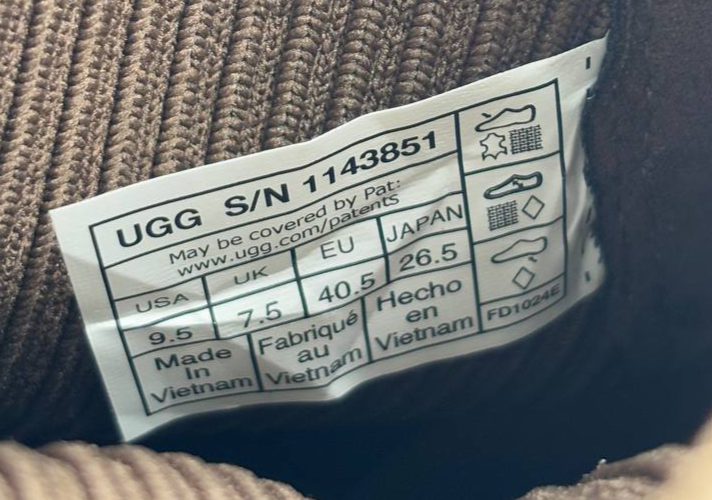 UGG S/N 1143851
May be covered by Pat:
www.ugg.com/patents
USA UK EU JAPAN
9.5 7.5 40.5 26.5
Made
In
Vietnam
Fabriqué
au
Vietnam
Hecho
en
Vietnam
FD1024E